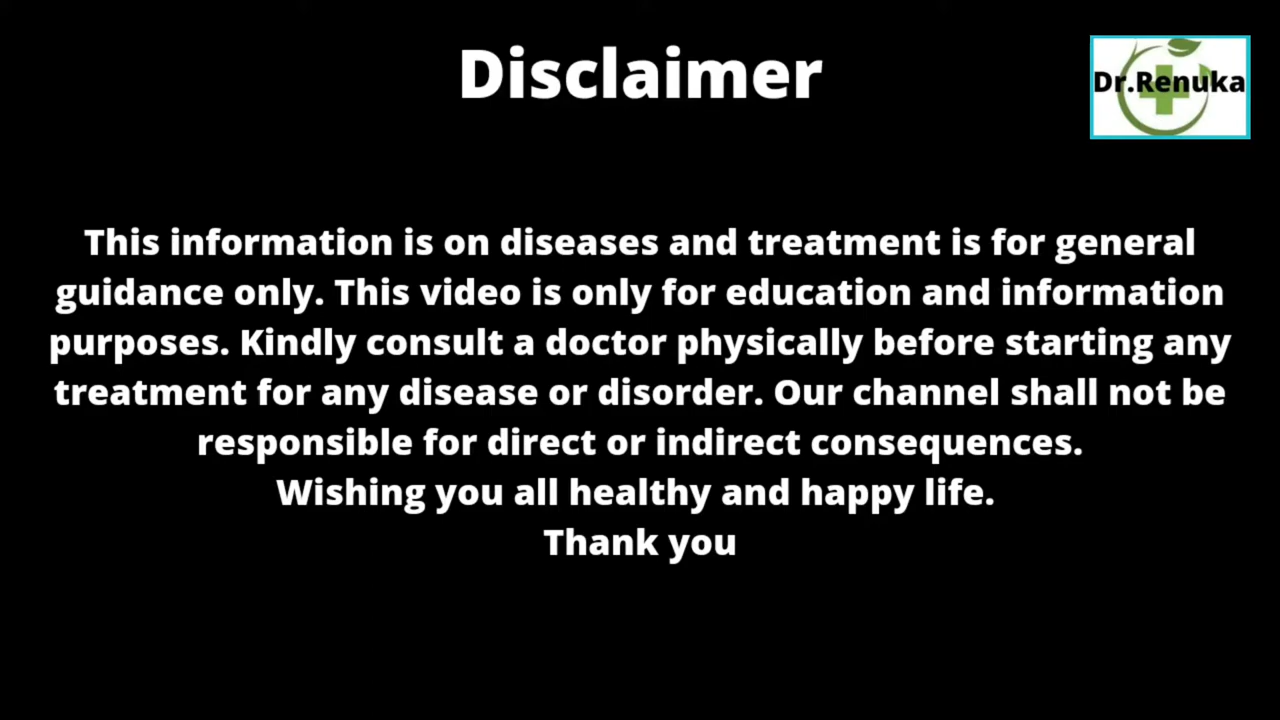 Disclaimer
Dr.Renuka
This information is on diseases and treatment is for general
guidance only. This video is only for education and information
purposes. Kindly consult a doctor physically before starting any
treatment for any disease or disorder. Our channel shall not be
responsible for direct or indirect consequences.
Wishing you all healthy and happy life.
Thank you